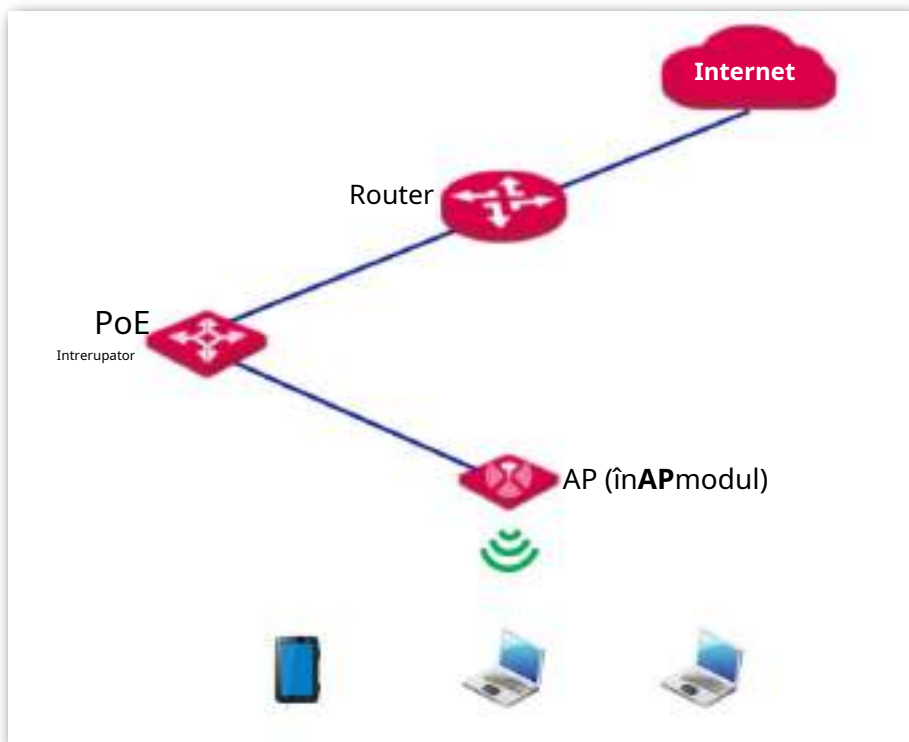 Internet
Router
PoE
Intrerupator
AP (înAPmodul)